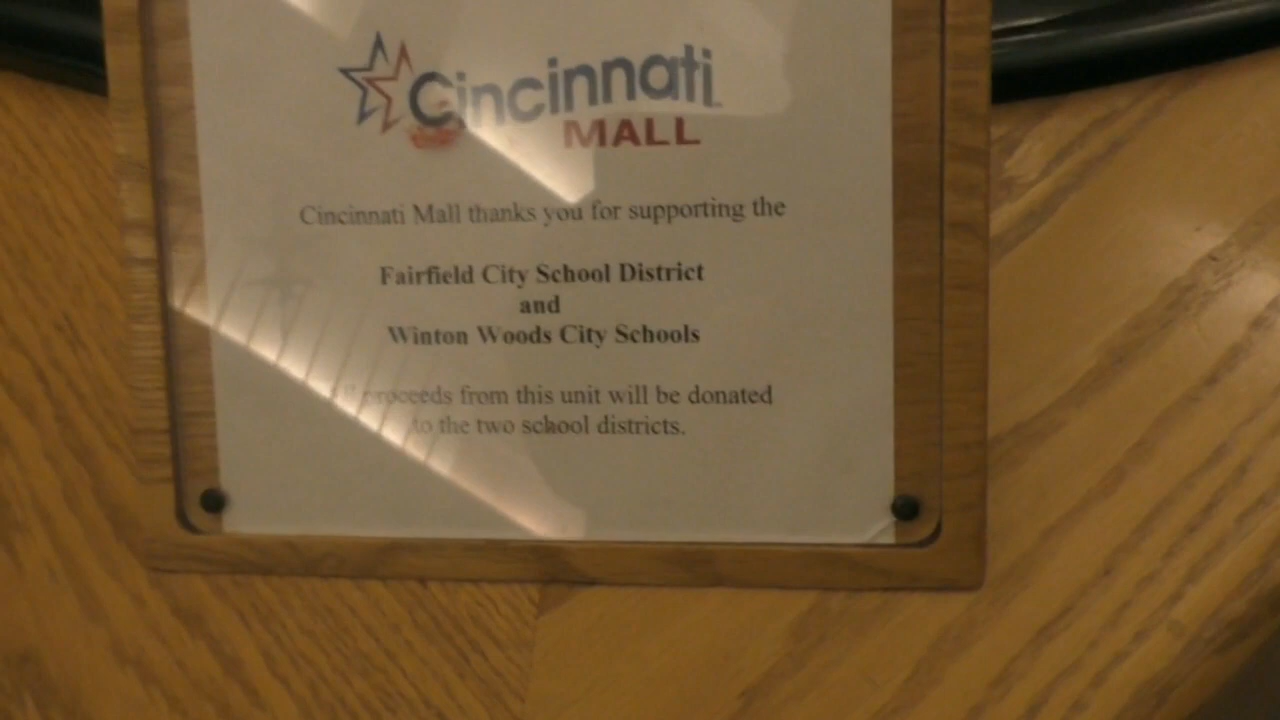 Cincinnati
MALL
Cincinnati Mall thanks you for supporting the
Fairfield City School District
and
Winton Woods City Schools
proceeds from this unit will be donated
to the two school districts.